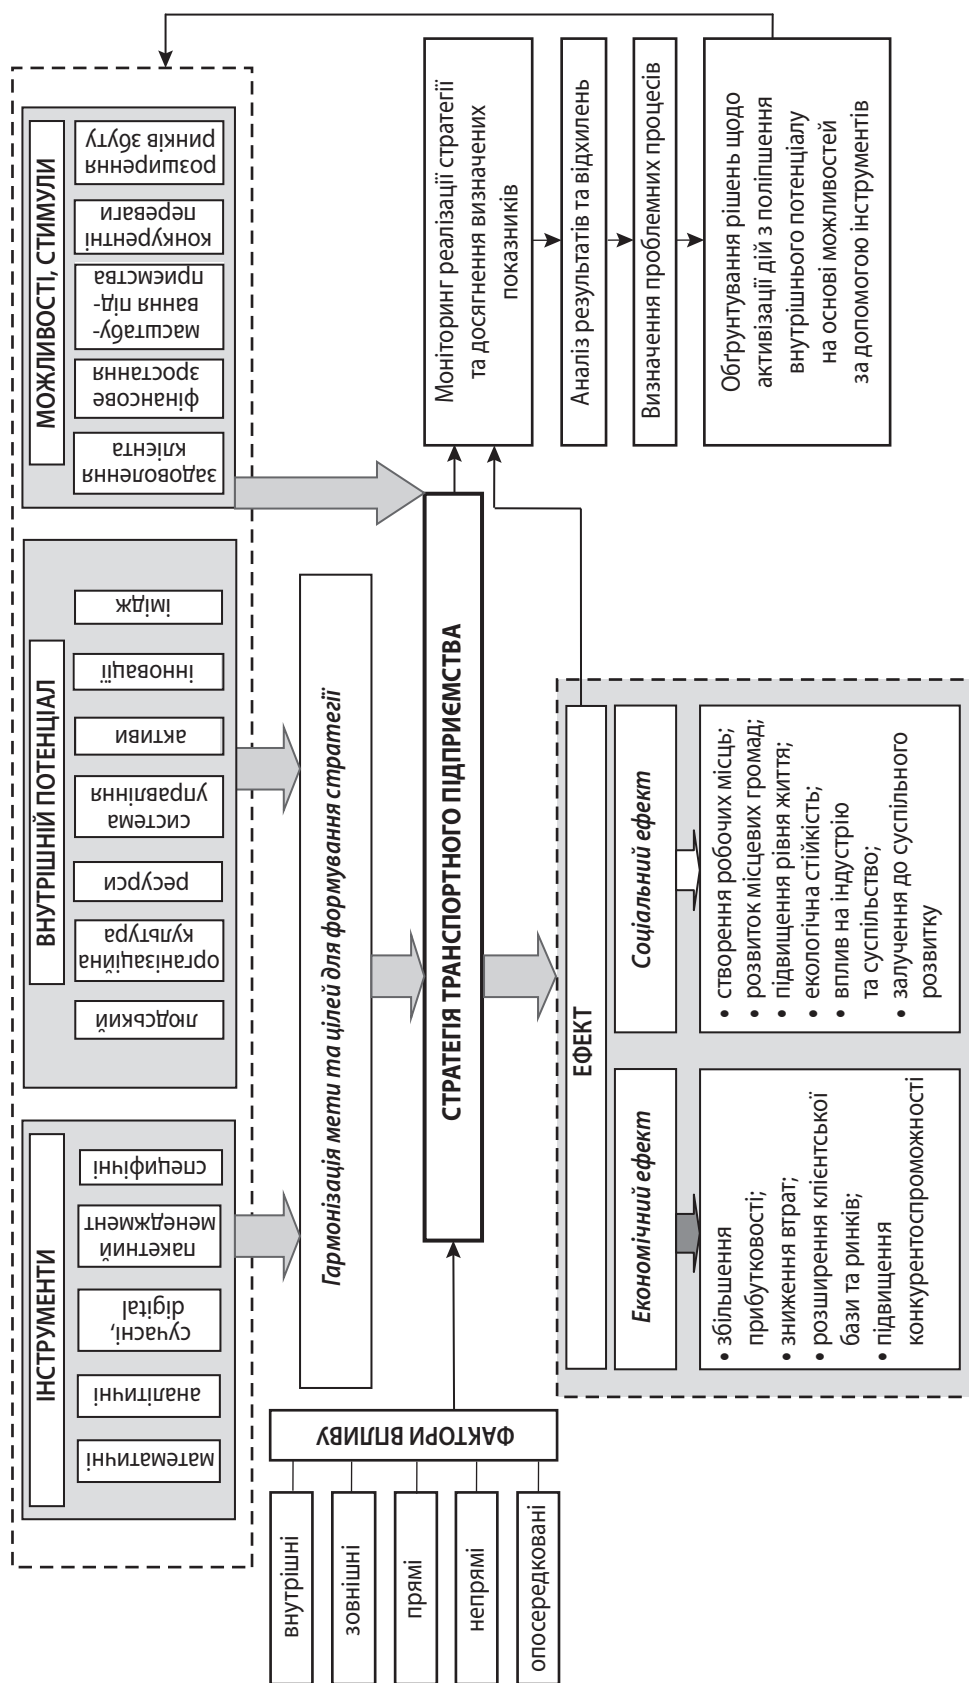 ІНСТРУМЕНТИ
математичні
аналітичні
сучасні,
digital
пакетний
менеджмент
специфічні
ВНУТРІШНІЙ ПОТЕНЦІАЛ
людський
організаційна
культура
ресурси
система
управління
активи
інновації
імідж
МОЖЛИВОСТІ, СТИМУЛИ
задоволення
клієнта
фінансове
зростання
масштабу-
вання під-
приємства
конкурентні
переваги
розширення
ринків збуту
Гармонізація мети та цілей для формування стратегії
ФАКТОРИ ВПЛИВУ
внутрішні
зовнішні
прямі
непрямі
опосередковані
СТРАТЕГІЯ ТРАНСПОРТНОГО ПІДПРИЄМСТВА
ЕФЕКТ
Економічний ефект
• збільшення
прибутковості;
• зниження втрат;
• розширення клієнтської
бази та ринків;
• підвищення
конкурентоспроможності
Соціальний ефект
• створення робочих місць;
• розвиток місцевих громад;
• підвищення рівня життя;
• екологічна стійкість;
• вплив на індустрію
та суспільство;
• залучення до суспільного
розвитку
Моніторинг реалізації стратегії
та досягнення визначених
показників
Аналіз результатів та відхилень
Визначення проблемних процесів
Обґрунтування рішень щодо
активізації дій з поліпшення
внутрішнього потенціалу
на основі можливостей
за допомогою інструментів